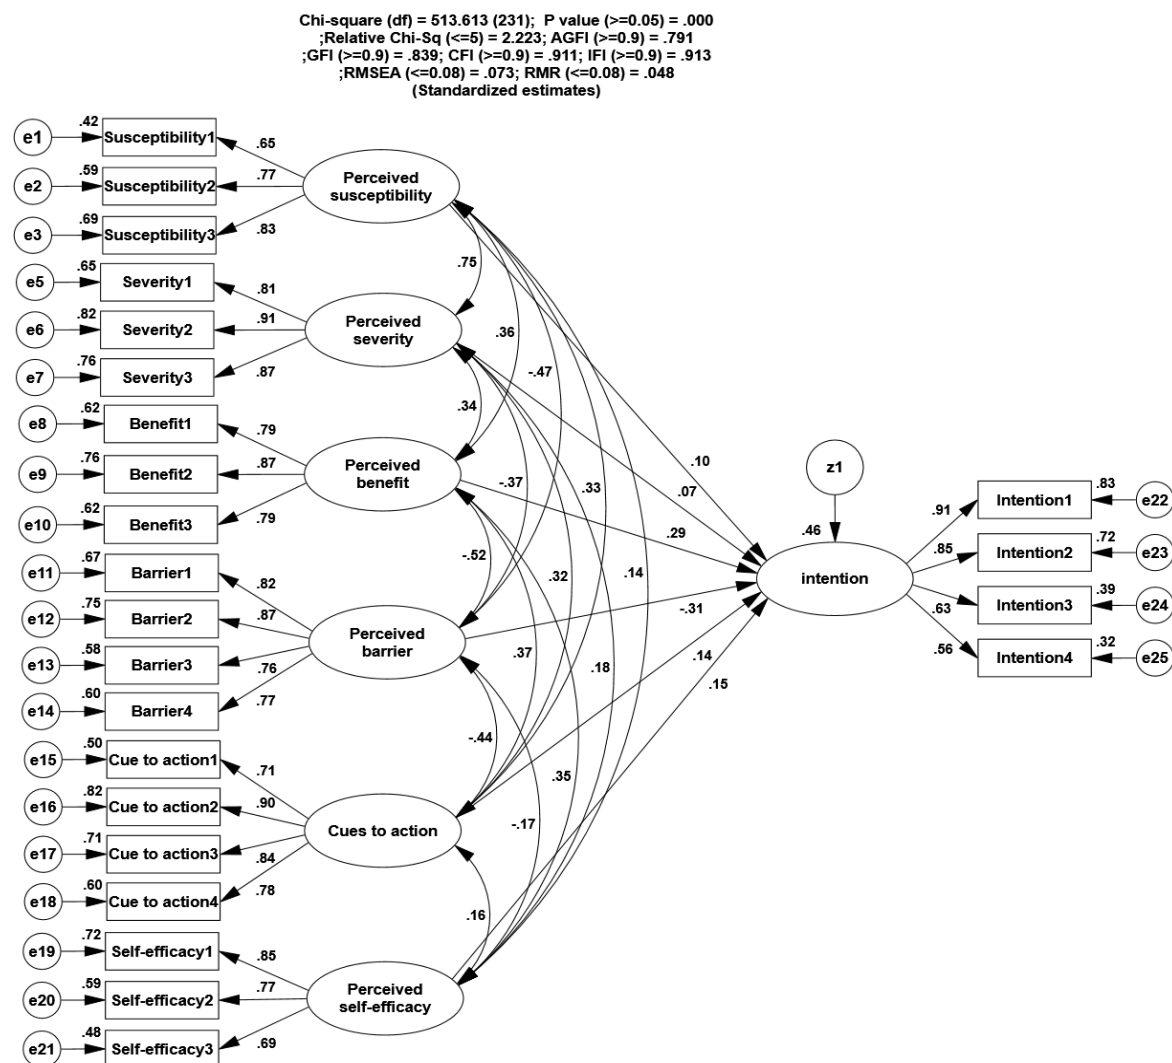 Chi-square (df) = 513.613 (231);  P value (>=0.05) = .000
;Relative Chi-Sq (<=5) = 2.223; AGFI (>=0.9) = .791
;GFI (>=0.9) = .839; CFI (>=0.9) = .911; IFI (>=0.9) = .913
;RMSEA (<=0.08) = .073; RMR (<=0.08) = .048
(Standardized estimates)
e1
.42
Susceptibility1
.65
e2
.59
Susceptibility2
.77
e3
.69
Susceptibility3
.83
Perceived
susceptibility
e5
.65
Severity1
.81
e6
.82
Severity2
.91
e7
.76
Severity3
.87
Perceived
severity
e8
.62
Benefit1
.79
e9
.76
Benefit2
.87
e10
.62
Benefit3
.79
Perceived
benefit
e11
.67
Barrier1
.82
e12
.75
Barrier2
.87
e13
.58
Barrier3
.76
e14
.60
Barrier4
.77
Perceived
barrier
e15
.50
Cue to action1
.71
e16
.82
Cue to action2
.90
e17
.71
Cue to action3
.84
e18
.60
Cue to action4
.78
Cues to action
e19
.72
Self-efficacy1
.85
e20
.59
Self-efficacy2
.77
e21
.48
Self-efficacy3
.69
Perceived
self-efficacy
.75
.36
-.47
.34
-.37
.33
-.52
.32
.14
.37
.18
-.44
.35
-.17
.16
.10
.07
.29
-.31
.14
.15
z1
.46
intention
.91
Intention1
.83
e22
.85
Intention2
.72
e23
.63
Intention3
.39
e24
.56
Intention4
.32
e25